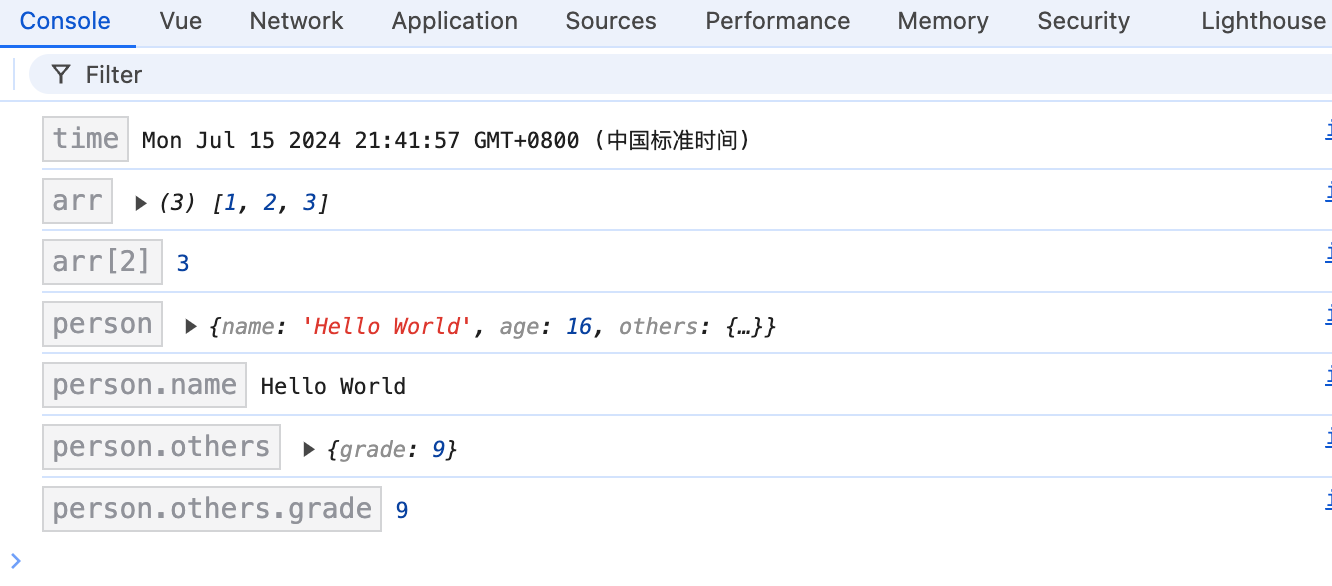 Console Vue Network Application Sources Performance Memory Security Lighthouse
Filter
time Mon Jul 15 2024 21:41:57 GMT+0800 (中国标准时间)
arr (3) [1, 2, 3]
arr[2] 3
person {name: 'Hello World', age: 16, others: {…}}
person.name Hello World
person.others {grade: 9}
person.others.grade 9